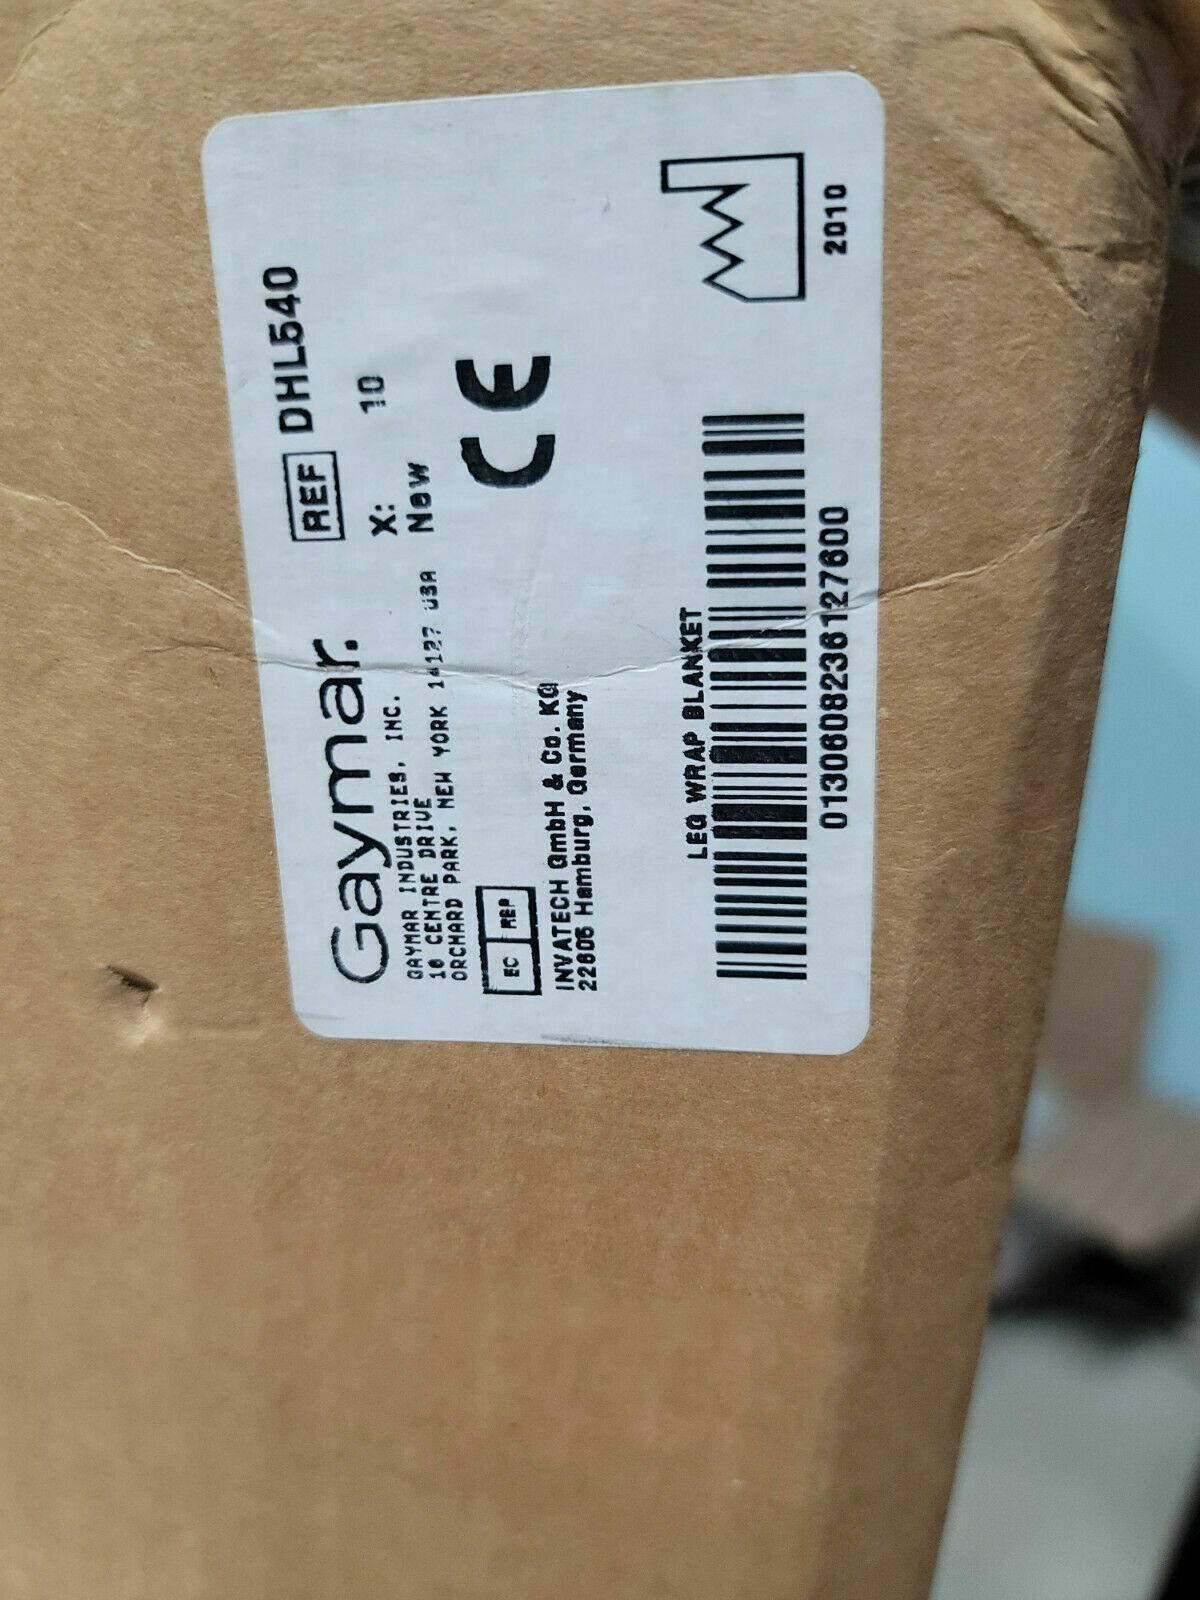 Gaymar.
REF DHL540
GAYMAR INDUSTRIES, INC.
10 CENTRE DRIVE
ORCHARD PARK, NEW YORK 14127 USA
X: 10
New
CE
EC REP
INVATECH GmbH & Co. KG
22605 Hamburg, Germany
LEG WRAP BLANKET
0130608236127600
2010